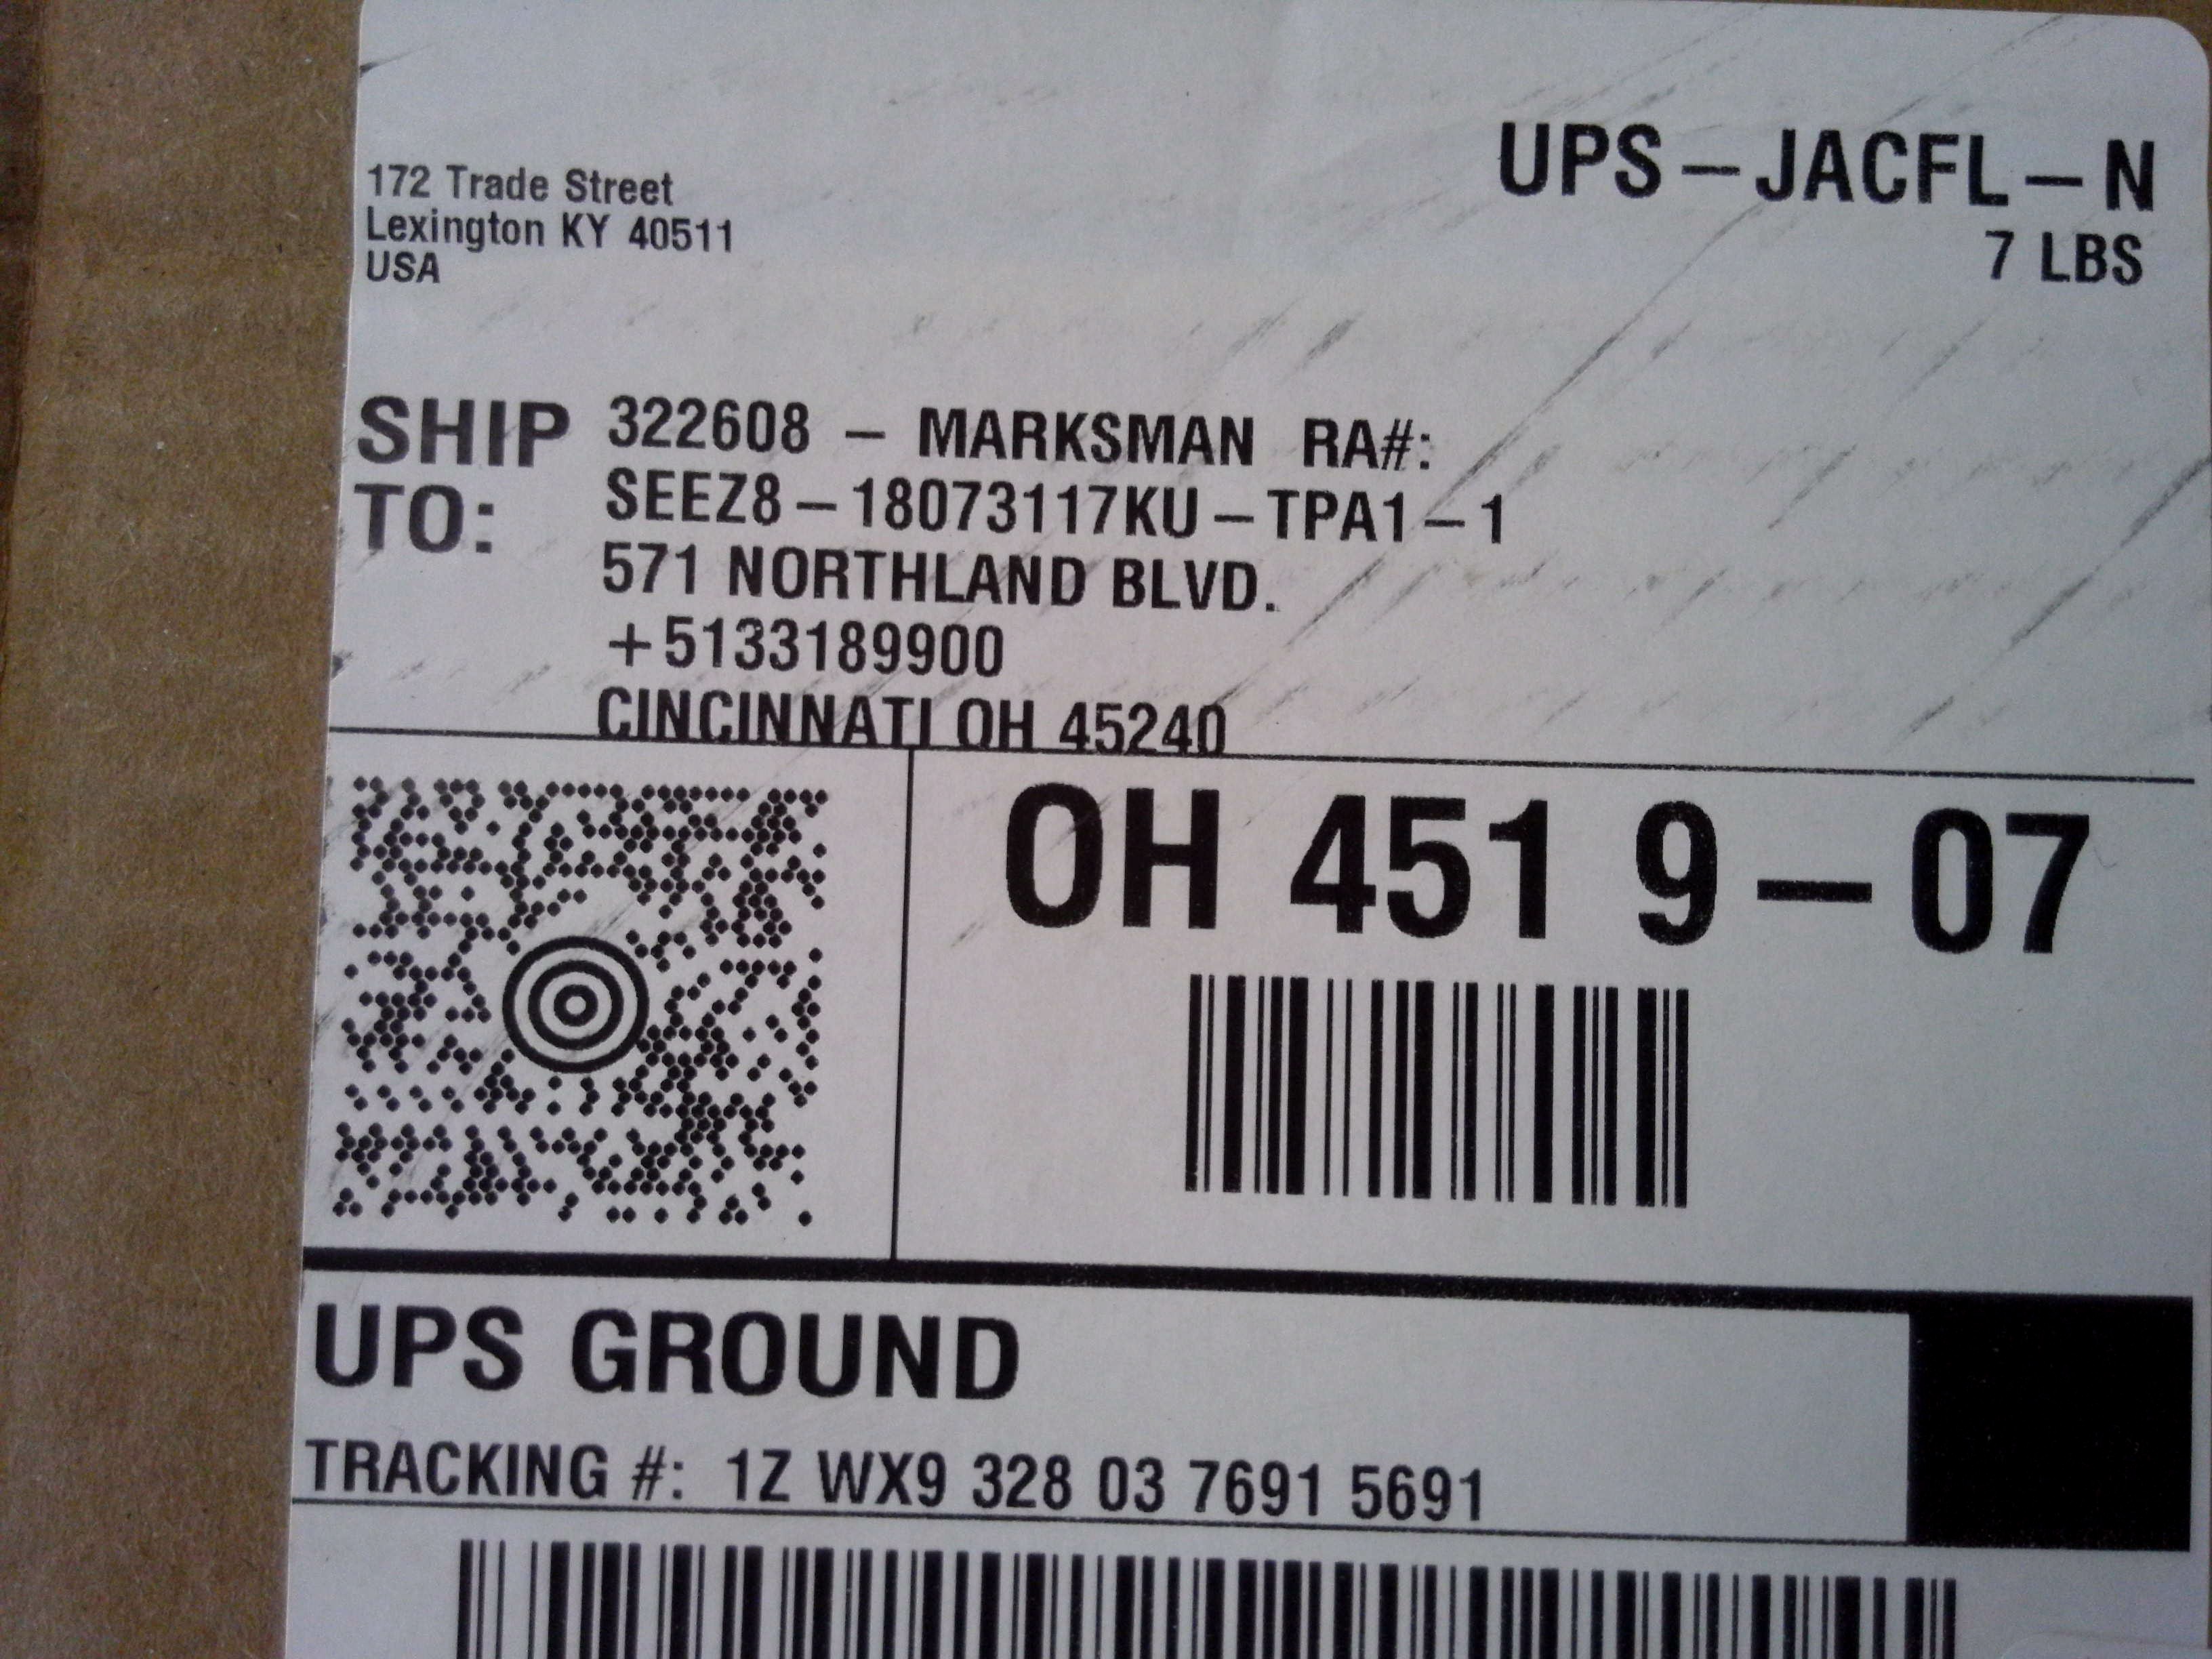 172 Trade Street
Lexington KY 40511
USA
UPS-JACFL-N
7 LBS
SHIP TO:
322608 - MARKSMAN RA#:
SEEZ8-18073117KU-TPA1-1
571 NORTHLAND BLVD.
+5133189900
CINCINNATI OH 45240
OH 451 9-07
UPS GROUND
TRACKING #: 1Z WX9 328 03 7691 5691